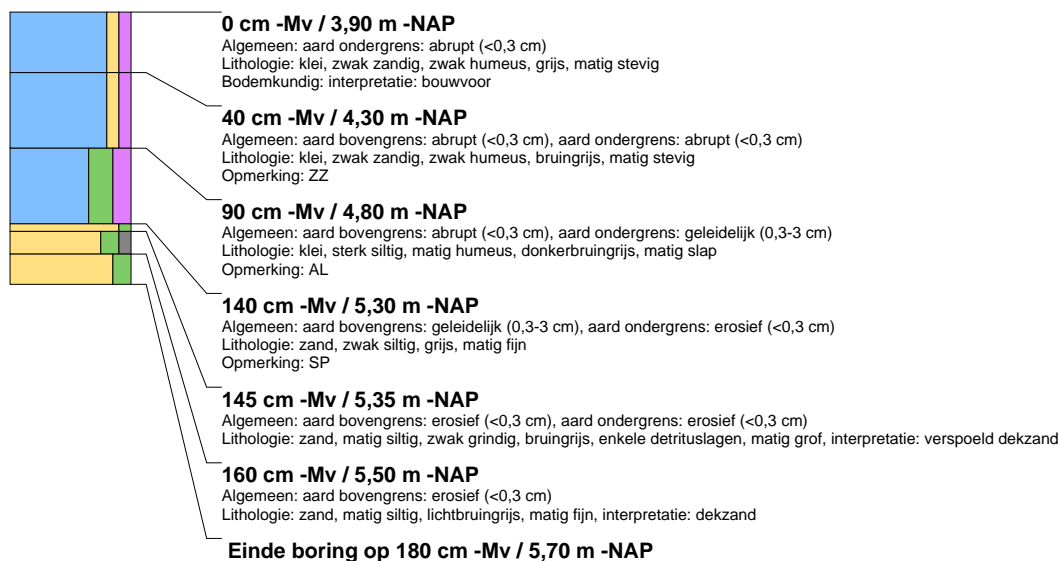 0 cm -Mv / 3,90 m -NAP
Algemeen: aard ondergrens: abrupt (<0,3 cm)
Lithologie: klei, zwak zandig, zwak humeus, grijs, matig stevig
Bodemkundig: interpretatie: bouwvoor
40 cm -Mv / 4,30 m -NAP
Algemeen: aard bovengrens: abrupt (<0,3 cm), aard ondergrens: abrupt (<0,3 cm)
Lithologie: klei, zwak zandig, zwak humeus, bruingrijs, matig stevig
Opmerking: ZZ
90 cm -Mv / 4,80 m -NAP
Algemeen: aard bovengrens: abrupt (<0,3 cm), aard ondergrens: geleidelijk (0,3-3 cm)
Lithologie: klei, sterk siltig, matig humeus, donkerbruingrijs, matig slap
Opmerking: AL
140 cm -Mv / 5,30 m -NAP
Algemeen: aard bovengrens: geleidelijk (0,3-3 cm), aard ondergrens: erosief (<0,3 cm)
Lithologie: zand, zwak siltig, grijs, matig fijn
Opmerking: SP
145 cm -Mv / 5,35 m -NAP
Algemeen: aard bovengrens: erosief (<0,3 cm), aard ondergrens: erosief (<0,3 cm)
Lithologie: zand, matig siltig, zwak grindig, bruingrijs, enkele detrituslagen, matig grof, interpretatie: verspoeld dekzand
160 cm -Mv / 5,50 m -NAP
Algemeen: aard bovengrens: erosief (<0,3 cm)
Lithologie: zand, matig siltig, lichtbruingrijs, matig fijn, interpretatie: dekzand
Einde boring op 180 cm -Mv / 5,70 m -NAP